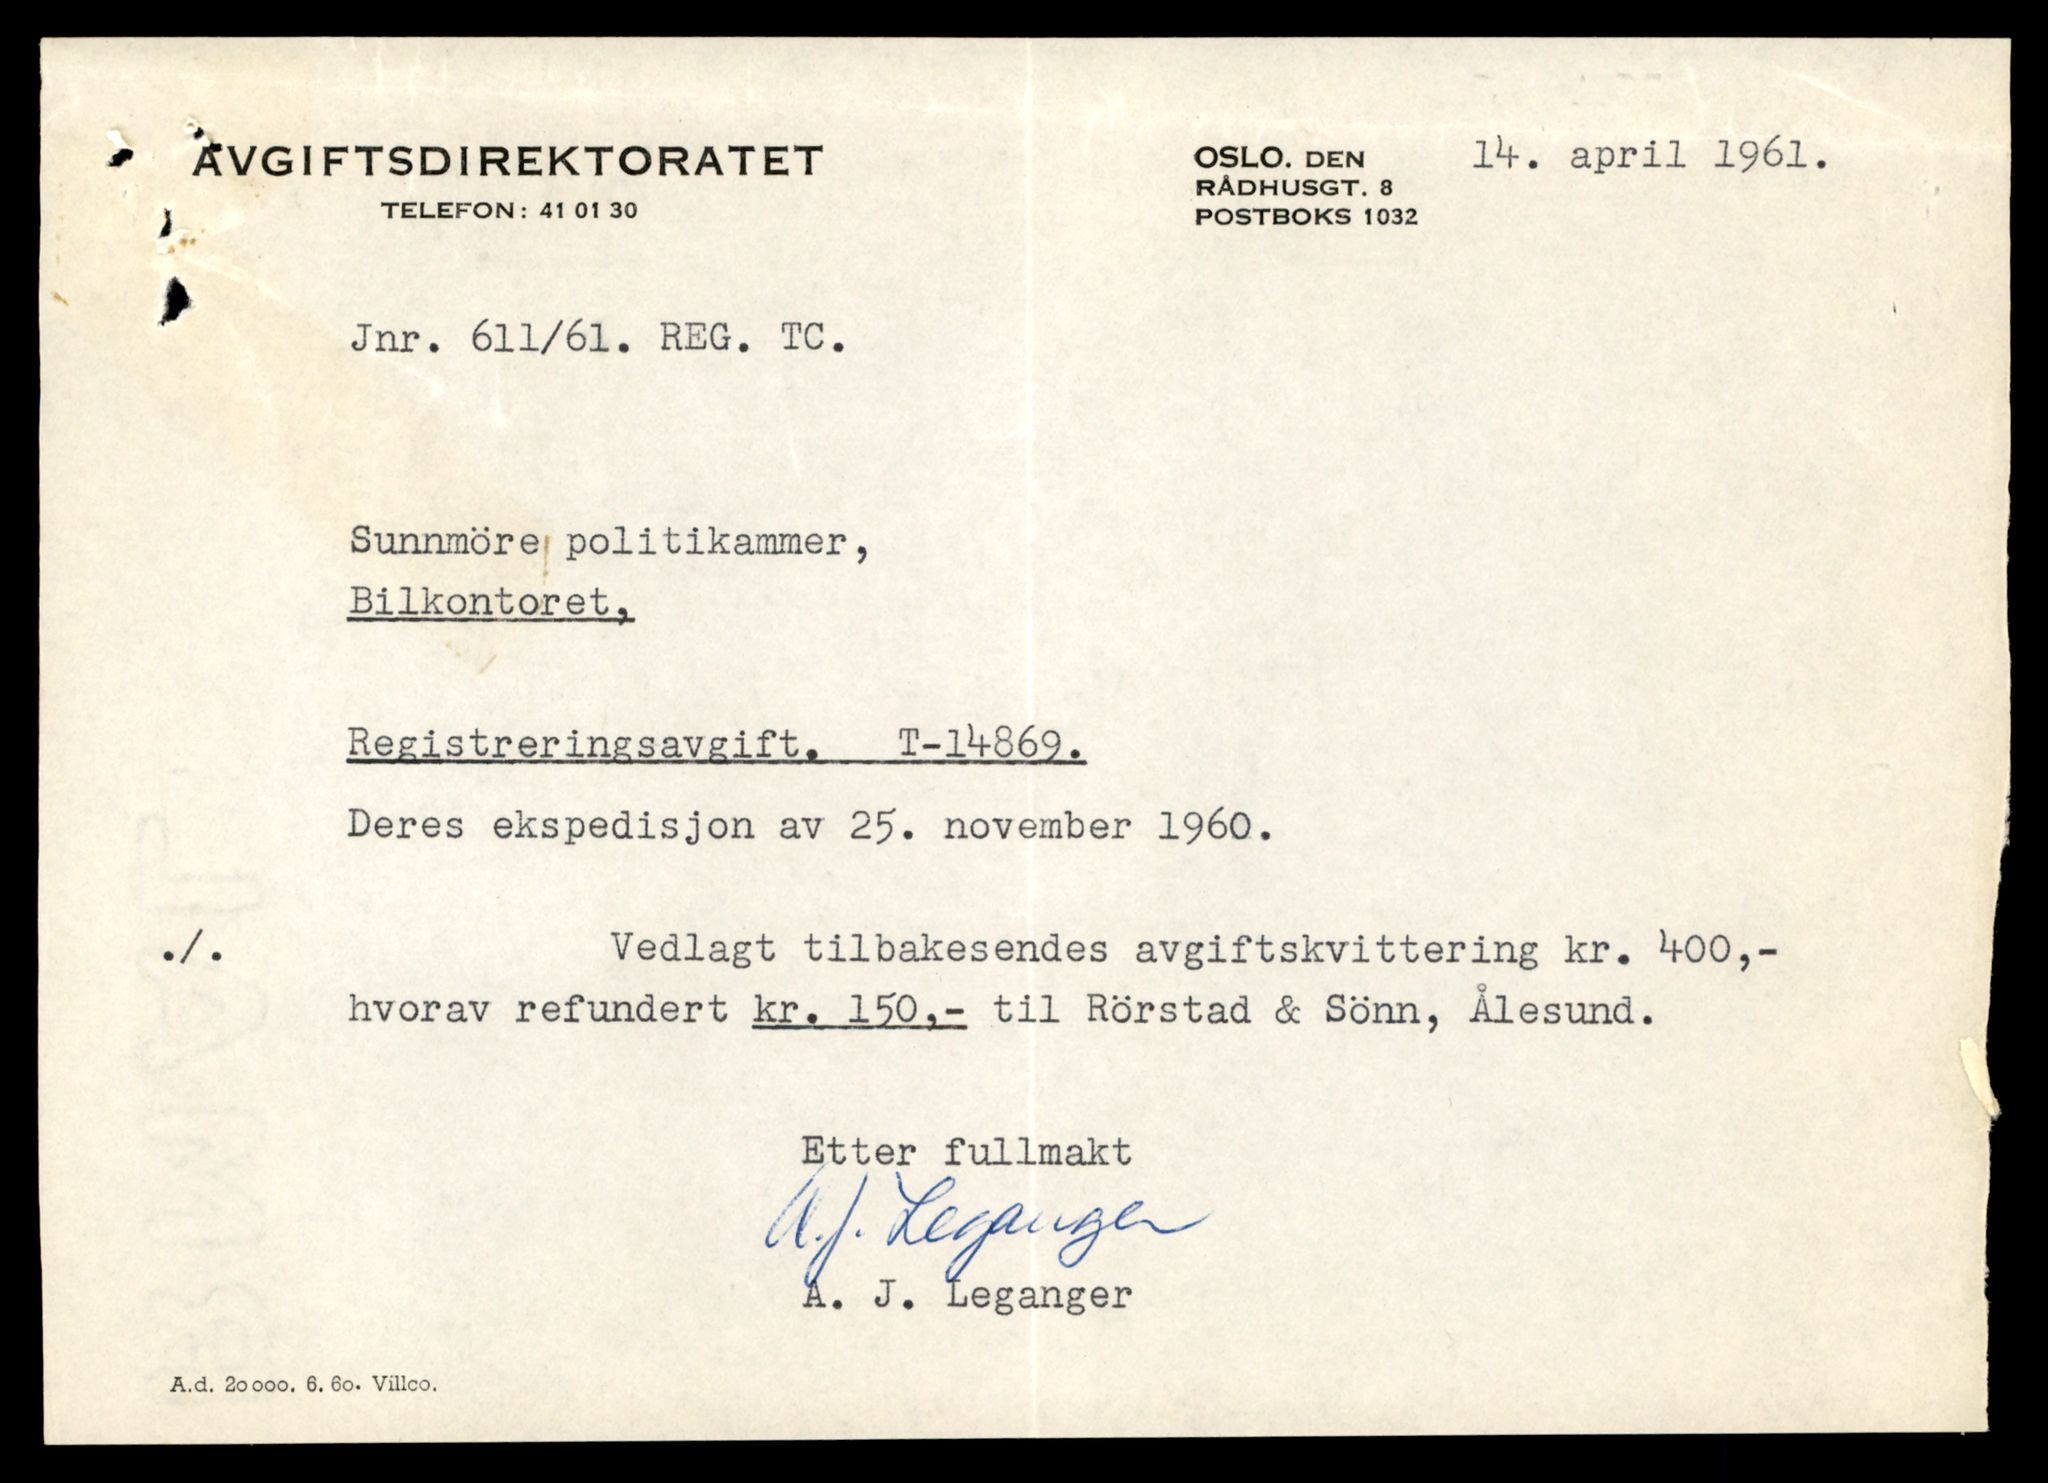 AVGIFTSDIREKTORATET
TELEFON: 41 01 30
OSLO. DEN 14. april 1961.
RÅDHUSGT. 8
POSTBOKS 1032
Jnr. 611/61. REG. TC.
Sunnmöre politikammer,
Bilkontoret,
Registreringsavgift. T-14869.
Deres ekspedisjon av 25. november 1960.
./. Vedlagt tilbakesendes avgiftskvittering kr. 400,-
hvorav refundert kr. 150,- til Rörstad & Sönn, Ålesund.
Etter fullmakt
A. J. Leganger
A. J. Leganger
A.d. 20000. 6. 60. Villco.